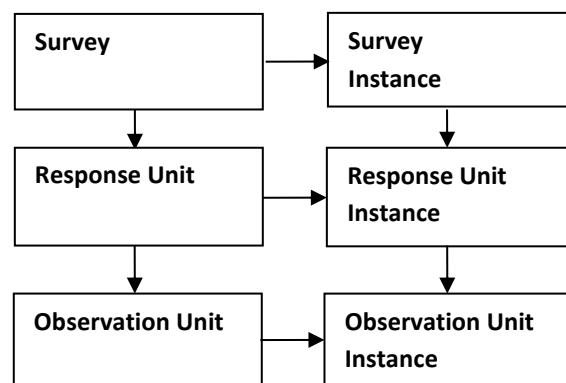 Survey
Survey
Instance
Response Unit
Response Unit
Instance
Observation Unit
Observation Unit
Instance